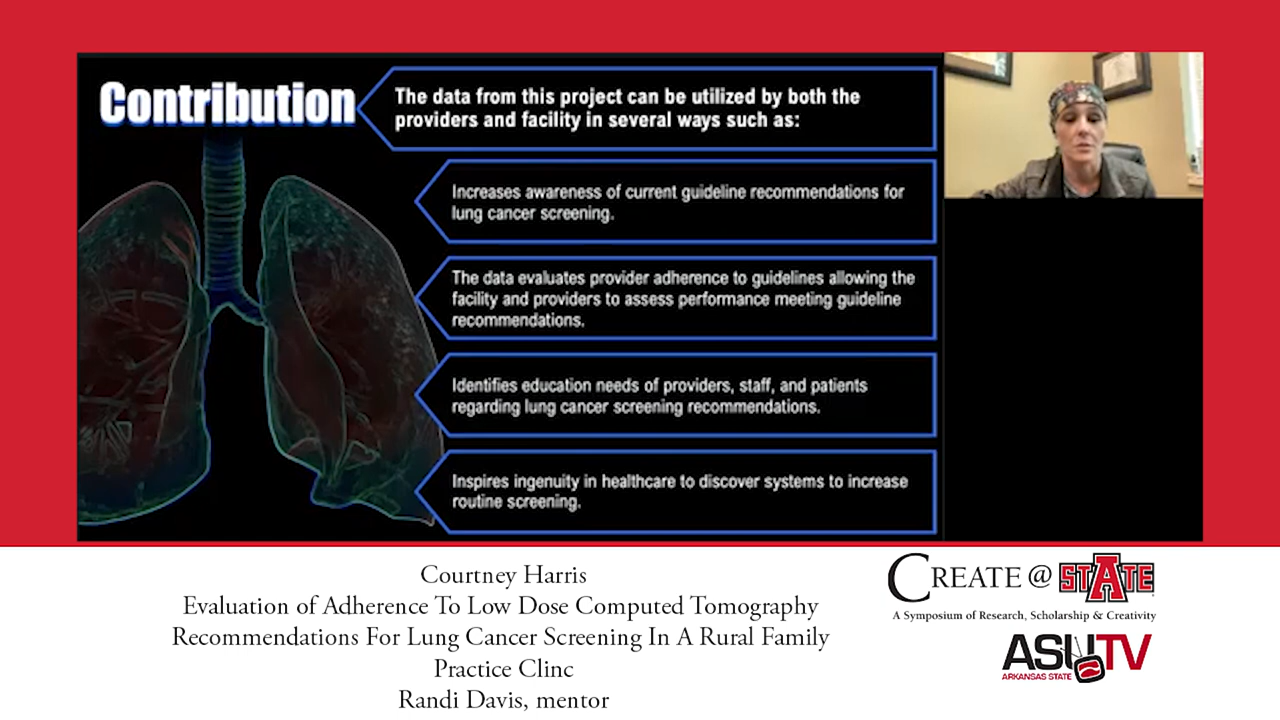 Contribution
The data from this project can be utilized by both the
providers and facility in several ways such as:
Increases awareness of current guideline recommendations for
lung cancer screening.
The data evaluates provider adherence to guidelines allowing the
facility and providers to assess performance meeting guideline
recommendations.
Identifies education needs of providers, staff, and patients
regarding lung cancer screening recommendations.
Inspires ingenuity in healthcare to discover systems to increase
routine screening.
Courtney Harris
Evaluation of Adherence To Low Dose Computed Tomography
Recommendations For Lung Cancer Screening In A Rural Family
Practice Clinc
Randi Davis, mentor
CREATE @ STATE
A Symposium of Research, Scholarship & Creativity
ASUTV
ARKANSAS STATE